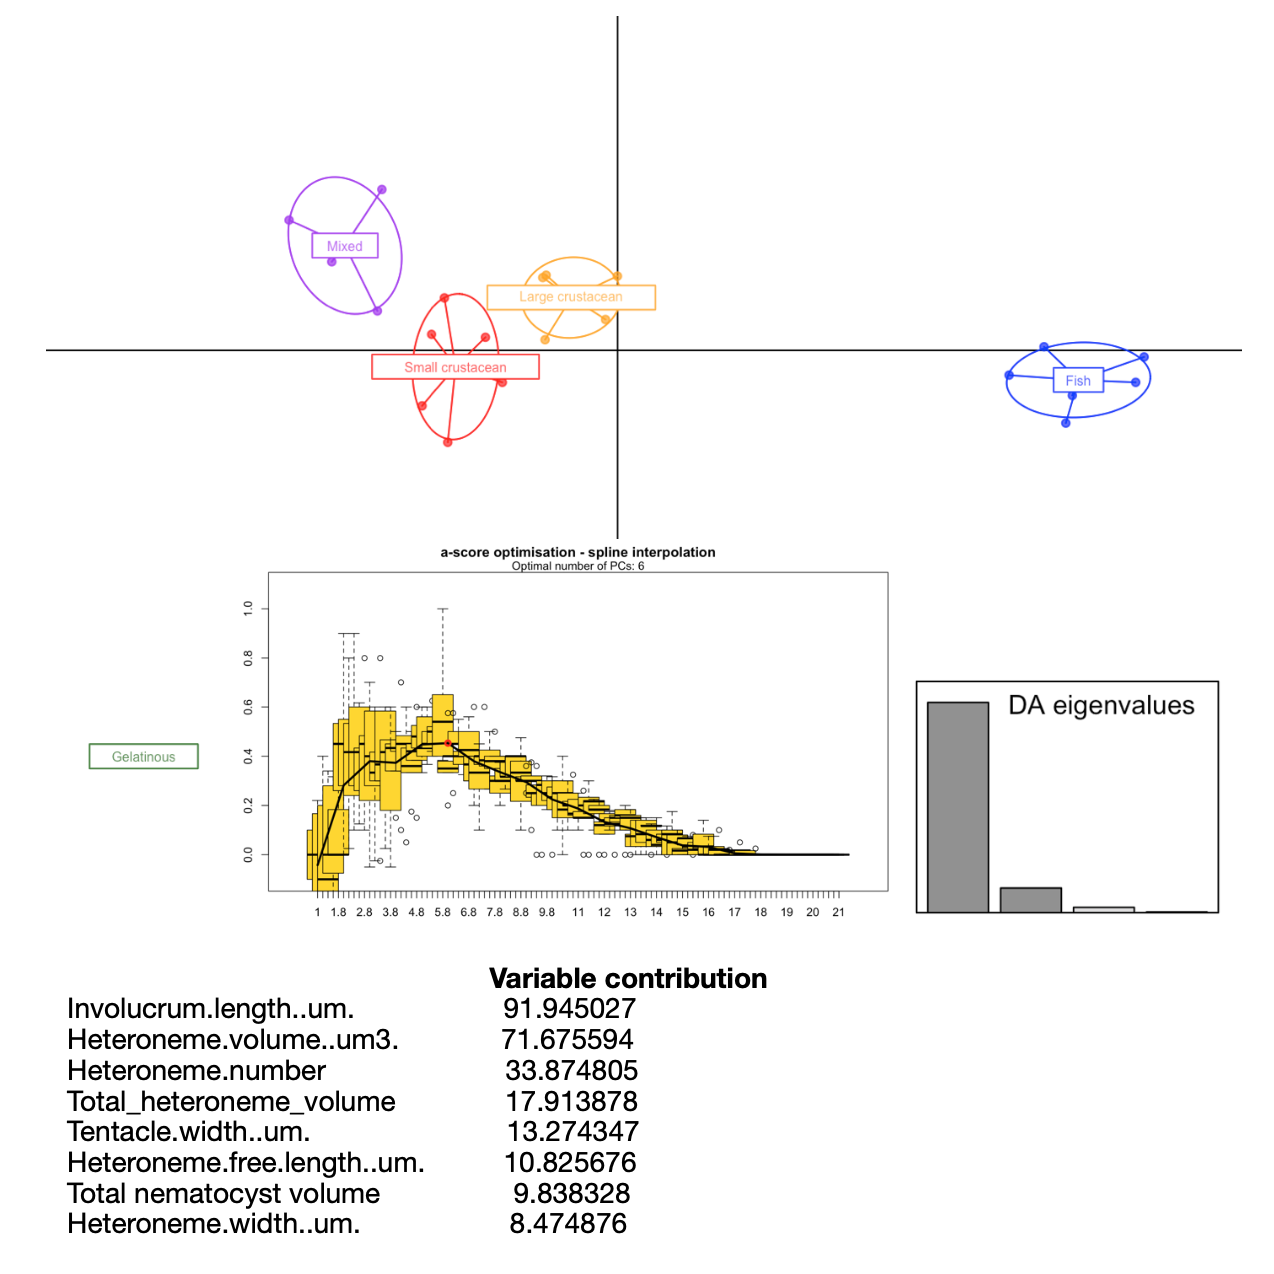 Mixed
Large crustacean
Small crustacean
Fish
a-score optimisation - spline interpolation
Optimal number of PCs: 6
1.0
0.8
0.6
0.4
0.2
0.0
1 1.8 2.8 3.8 4.8 5.8 6.8 7.8 8.8 9.8 11 12 13 14 15 16 17 18 19 20 21
Gelatinous
DA eigenvalues
Variable contribution
Involucrum.length..um. 91.945027
Heteroneme.volume..um3. 71.675594
Heteroneme.number 33.874805
Total_heteroneme_volume 17.913878
Tentacle.width..um. 13.274347
Heteroneme.free.length..um. 10.825676
Total nematocyst volume 9.838328
Heteroneme.width..um. 8.474876